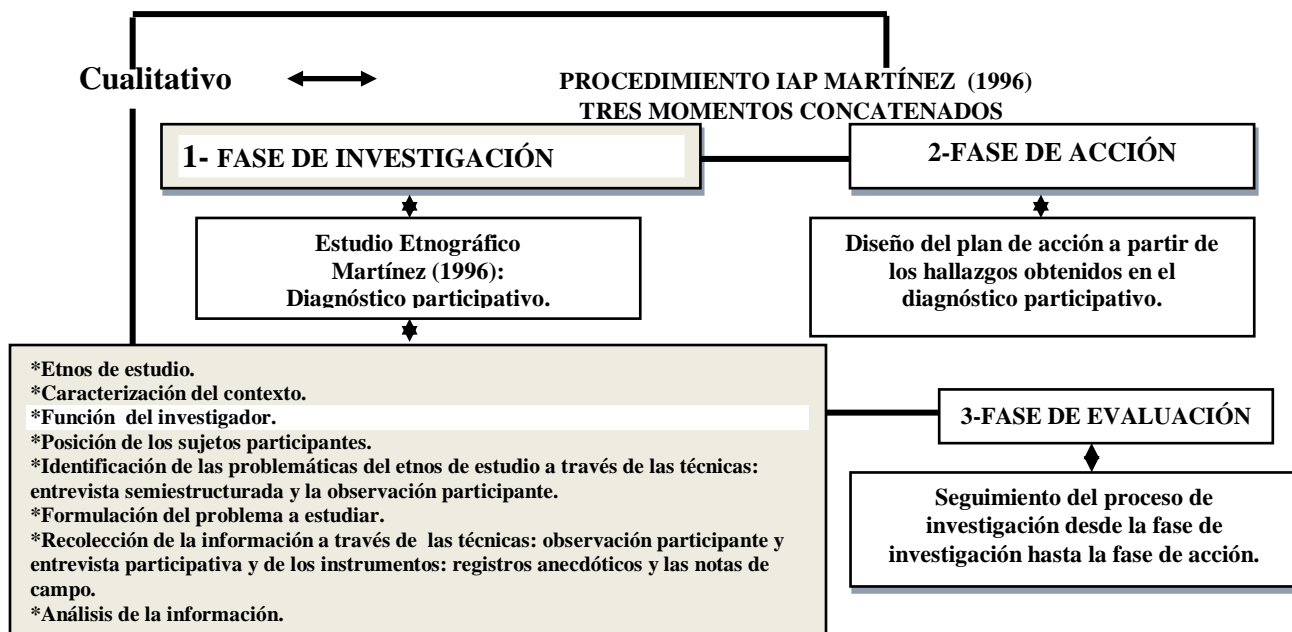 Cualitativo
PROCEDIMIENTO IAP MARTÍNEZ (1996)
TRES MOMENTOS CONCATENADOS
1- FASE DE INVESTIGACIÓN
2-FASE DE ACCIÓN
Estudio Etnográfico
Martínez (1996):
Diagnóstico participativo.
Diseño del plan de acción a partir de
los hallazgos obtenidos en el
diagnóstico participativo.
*Etnos de estudio.
*Caracterización del contexto.
*Función del investigador.
*Posición de los sujetos participantes.
*Identificación de las problemáticas del etnos de estudio a través de las técnicas:
entrevista semiestructurada y la observación participante.
*Formulación del problema a estudiar.
*Recolección de la información a través de las técnicas: observación participante y
entrevista participativa y de los instrumentos: registros anecdóticos y las notas de
campo.
*Análisis de la información.
3-FASE DE EVALUACIÓN
Seguimiento del proceso de
investigación desde la fase de
investigación hasta la fase de acción.